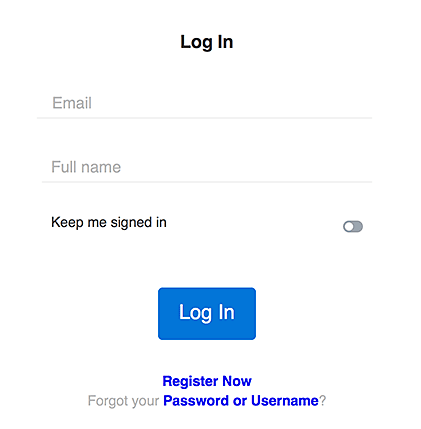 Log In
Email
Full name
Keep me signed in
Log In
Register Now
Forgot your Password or Username?